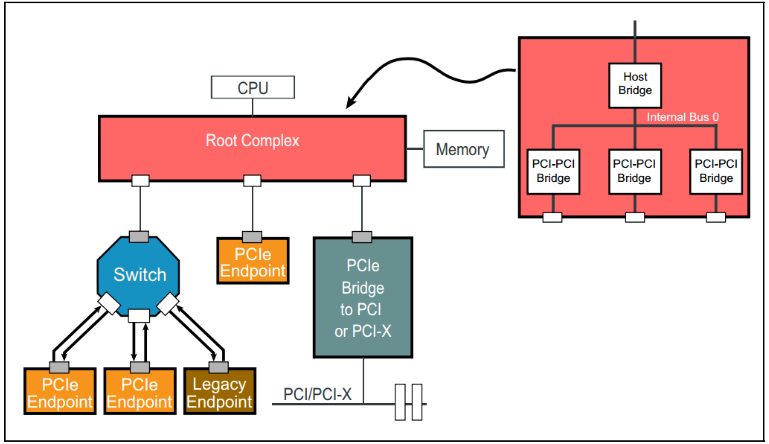 CPU
Root Complex
Memory
Host
Bridge
Internal Bus 0
PCI-PCI
Bridge
PCI-PCI
Bridge
PCI-PCI
Bridge
Switch
PCIe
Endpoint
PCIe
Bridge
to PCI
or PCI-X
PCIe
Endpoint
PCIe
Endpoint
Legacy
Endpoint
PCI/PCI-X